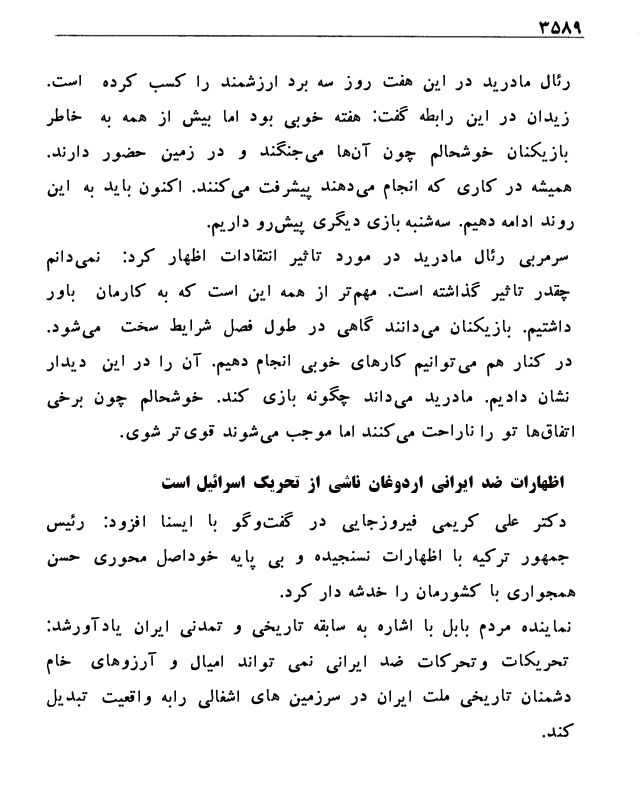 ۳۵۸۹
رئال مادرید در این هفت روز سه برد ارزشمند را کسب کرده است.
زیدان در این رابطه گفت: هفته خوبی بود اما بیش از همه به خاطر
بازیکنان خوشحالم چون آن‌ها می‌جنگند و در زمین حضور دارند.
همیشه در کاری که انجام می‌دهند پیشرفت می‌کنند. اکنون باید به این
روند ادامه دهیم. سه‌شنبه بازی دیگری پیش‌رو داریم.
سرمربی رئال مادرید در مورد تاثیر انتقادات اظهار کرد: نمی‌دانم
چقدر تاثیر گذاشته است. مهم‌تر از همه این است که به کارمان باور
داشتیم. بازیکنان می‌دانند گاهی در طول فصل شرایط سخت می‌شود.
در کنار هم می‌توانیم کارهای خوبی انجام دهیم. آن را در این دیدار
نشان دادیم. مادرید می‌داند چگونه بازی کند. خوشحالم چون برخی
اتفاق‌ها تو را ناراحت می‌کنند اما موجب می‌شوند قوی‌تر شوی.
اظهارات ضد ایرانی اردوغان ناشی از تحریک اسرائیل است
دکتر علی کریمی فیروزجایی در گفت‌وگو با ایسنا افزود: رئیس
جمهور ترکیه با اظهارات نسنجیده و بی پایه خوداصل محوری حسن
همجواری با کشورمان را خدشه دار کرد.
نماینده مردم بابل با اشاره به سابقه تاریخی و تمدنی ایران یادآورشد:
تحریکات وتحرکات ضد ایرانی نمی تواند امیال و آرزوهای خام
دشمنان تاریخی ملت ایران در سرزمین های اشغالی رابه واقعیت تبدیل
کند.